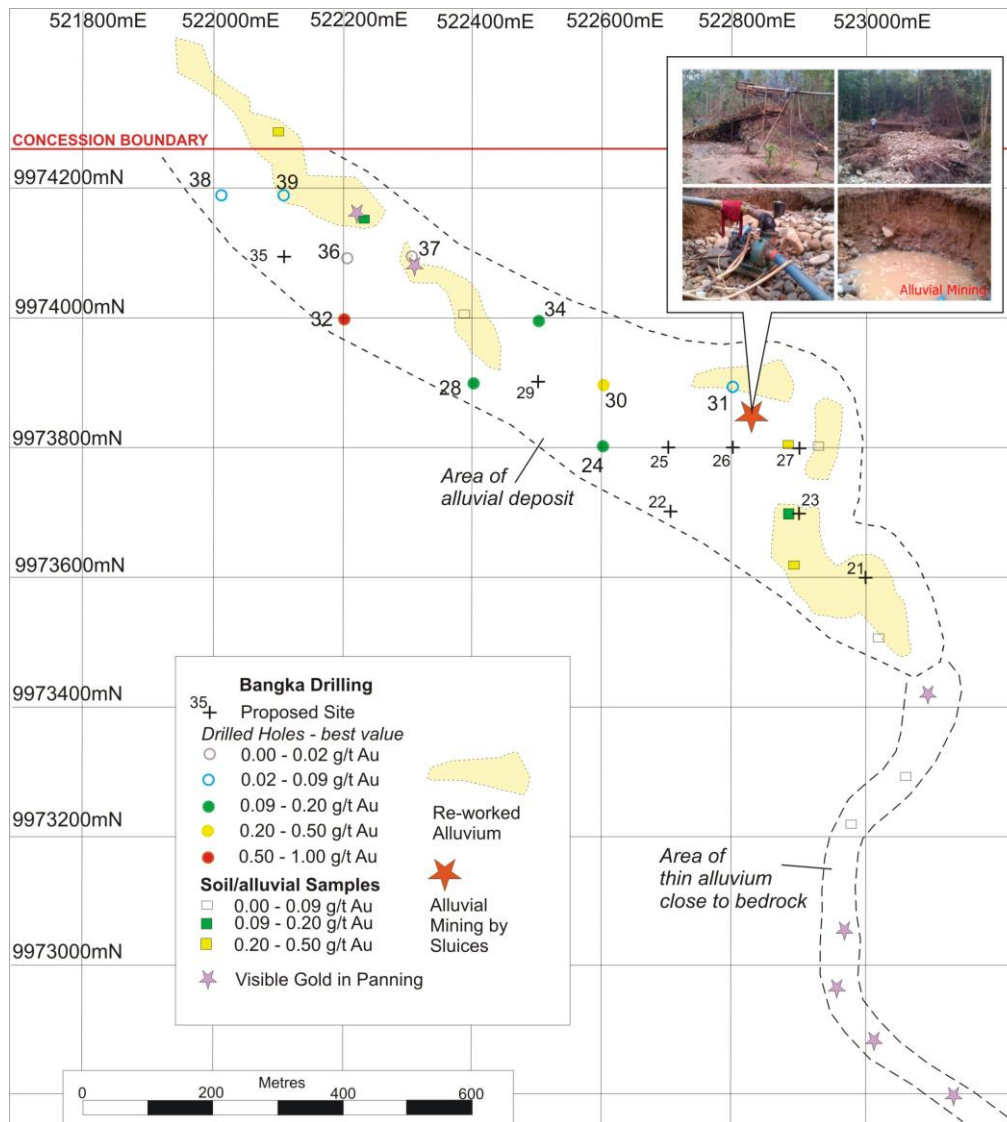 521800mE
522000mE
522200mE
522400mE
522600mE
522800mE
523000mE
CONCESSION BOUNDARY
9974200mN
38
39
35
36
37
9974000mN
32
34
28
29
30
31
Alluvial Mining
9973800mN
24
25
26
27
Area of
alluvial deposit
22
23
9973600mN
21
9973400mN
Bangka Drilling
35
Proposed Site
Drilled Holes - best value
0.00 - 0.02 g/t Au
0.02 - 0.09 g/t Au
0.09 - 0.20 g/t Au
0.20 - 0.50 g/t Au
0.50 - 1.00 g/t Au
Soil/alluvial Samples
0.00 - 0.09 g/t Au
0.09 - 0.20 g/t Au
0.20 - 0.50 g/t Au
Visible Gold in Panning
Re-worked
Alluvium
Alluvial
Mining by
Sluices
9973200mN
Area of
thin alluvium
close to bedrock
9973000mN
Metres
0
200
400
600